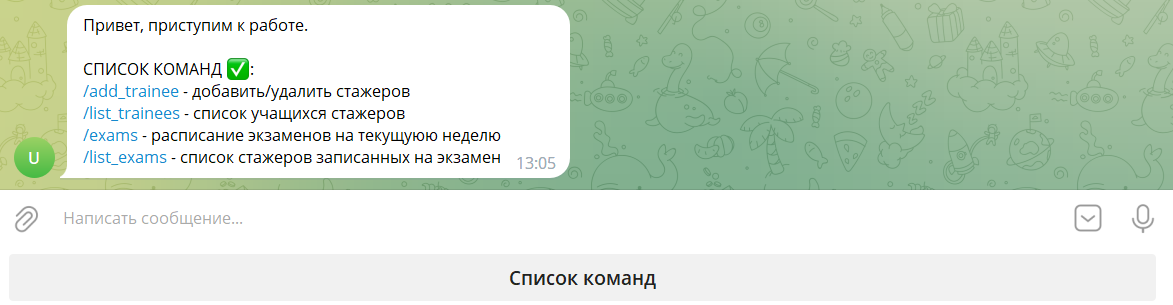 Привет, приступим к работе.
СПИСОК КОМАНД ✅:
/add_trainee - добавить/удалить стажеров
/list_trainees - список учащихся стажеров
/exams - расписание экзаменов на текущуюю неделю
/list_exams - список стажеров записанных на экзамен
13:05
U
Написать сообщение...
Список команд